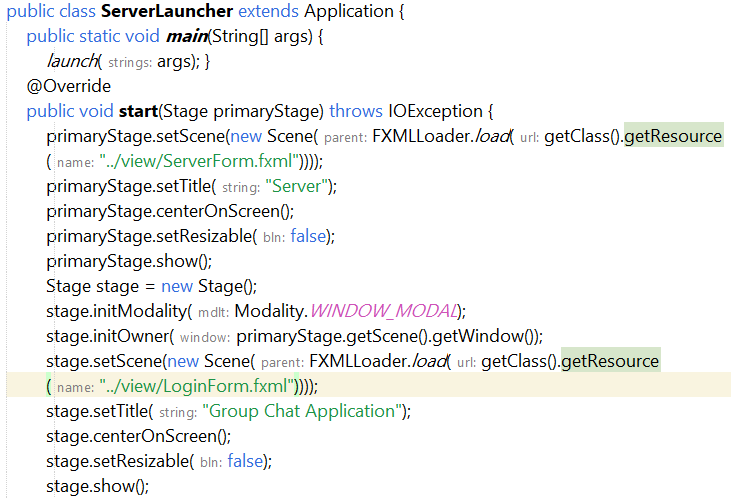 public class ServerLauncher extends Application {
public static void main(String[] args) {
launch( strings: args); }
@Override
public void start(Stage primaryStage) throws IOException {
primaryStage.setScene(new Scene( parent: FXMLLoader.load( url: getClass().getResource
( name: "../view/ServerForm.fxml"))));
primaryStage.setTitle( string: "Server");
primaryStage.centerOnScreen();
primaryStage.setResizable( bln: false);
primaryStage.show();
Stage stage = new Stage();
stage.initModality( mdlt: Modality.WINDOW_MODAL);
stage.initOwner( window: primaryStage.getScene().getWindow());
stage.setScene(new Scene( parent: FXMLLoader.load( url: getClass().getResource
( name: "../view/LoginForm.fxml"))));
stage.setTitle( string: "Group Chat Application");
stage.centerOnScreen();
stage.setResizable( bln: false);
stage.show();